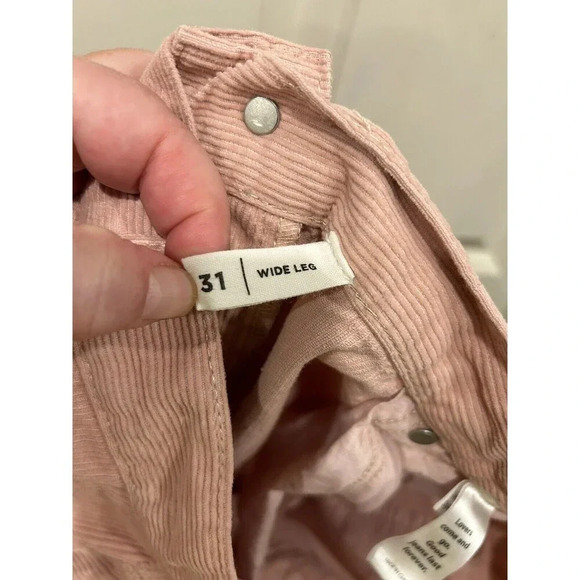 31 | WIDE LEG
Lovers
come and
go.
Good
jeans last
forever.